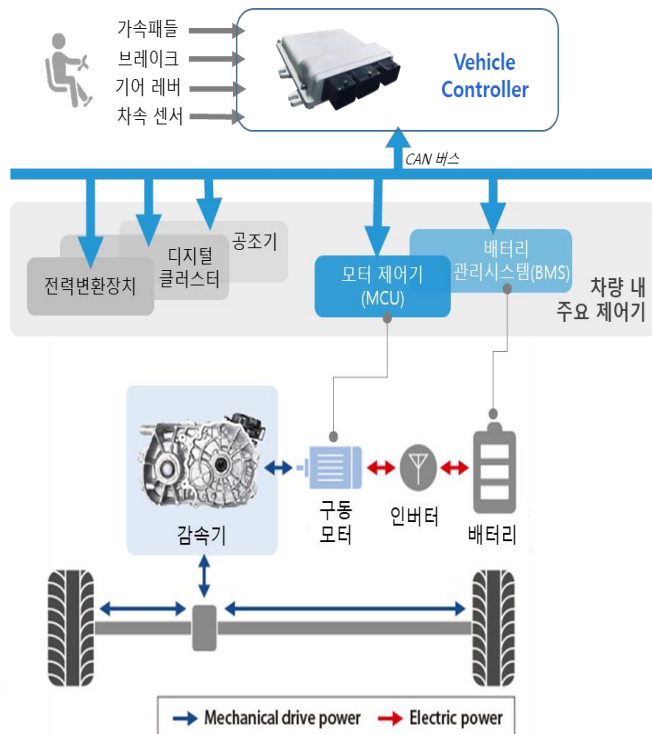 가속패들
브레이크
기어 레버
차속 센서
Vehicle
Controller
CAN 버스
전력변환장치
디지털
클러스터
공조기
모터 제어기
(MCU)
배터리
관리시스템(BMS)
차량 내
주요 제어기
감속기
구동
모터
인버터
배터리
Mechanical drive power
Electric power